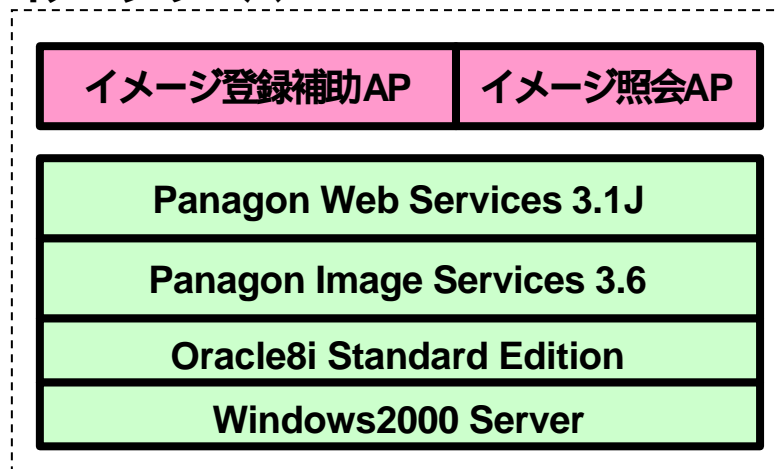 イメージ登録補助AP イメージ照会AP
Panagon Web Services 3.1J
Panagon Image Services 3.6
Oracle8i Standard Edition
Windows2000 Server